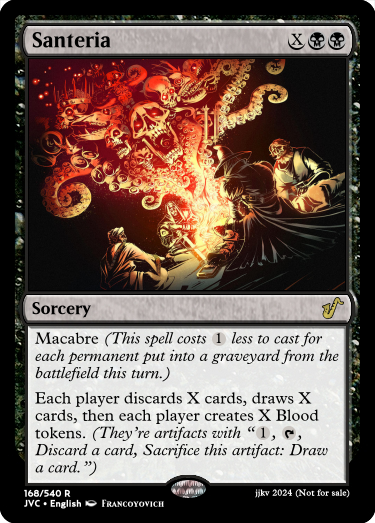 Santeria X
Sorcery
Macabre (This spell costs 1 less to cast for
each permanent put into a graveyard from the
battlefield this turn.)
Each player discards X cards, draws X
cards, then each player creates X Blood
tokens. (They're artifacts with “1, ,
Discard a card, Sacrifice this artifact: Draw
a card.”)
168/540 R
JVC • English Francoyovich
jjkv 2024 (Not for sale)